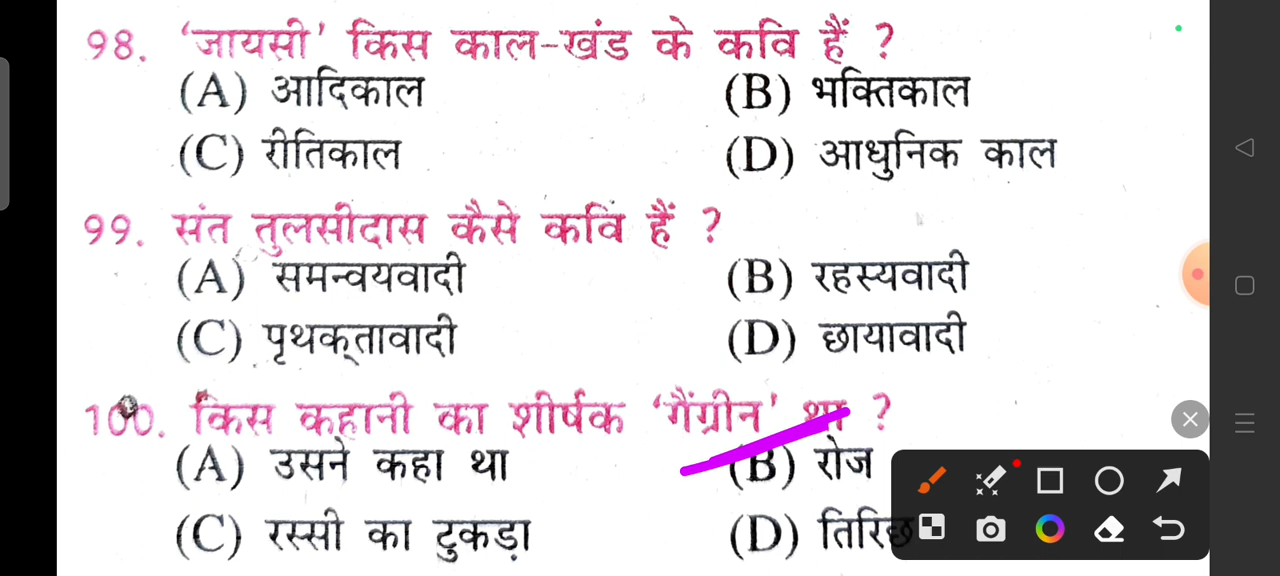 98. ‘जायसी’ किस काल-खंड के कवि हैं ?
(A) आदिकाल (B) भक्तिकाल
(C) रीतिकाल (D) आधुनिक काल
99. संत तुलसीदास कैसे कवि हैं ?
(A) समन्वयवादी (B) रहस्यवादी
(C) पृथक्तावादी (D) छायावादी
100. किस कहानी का शीर्षक ‘गैंग्रीन’ था ?
(A) उसने कहा था (B) रोज
(C) रस्सी का टुकड़ा (D) तिरिछ